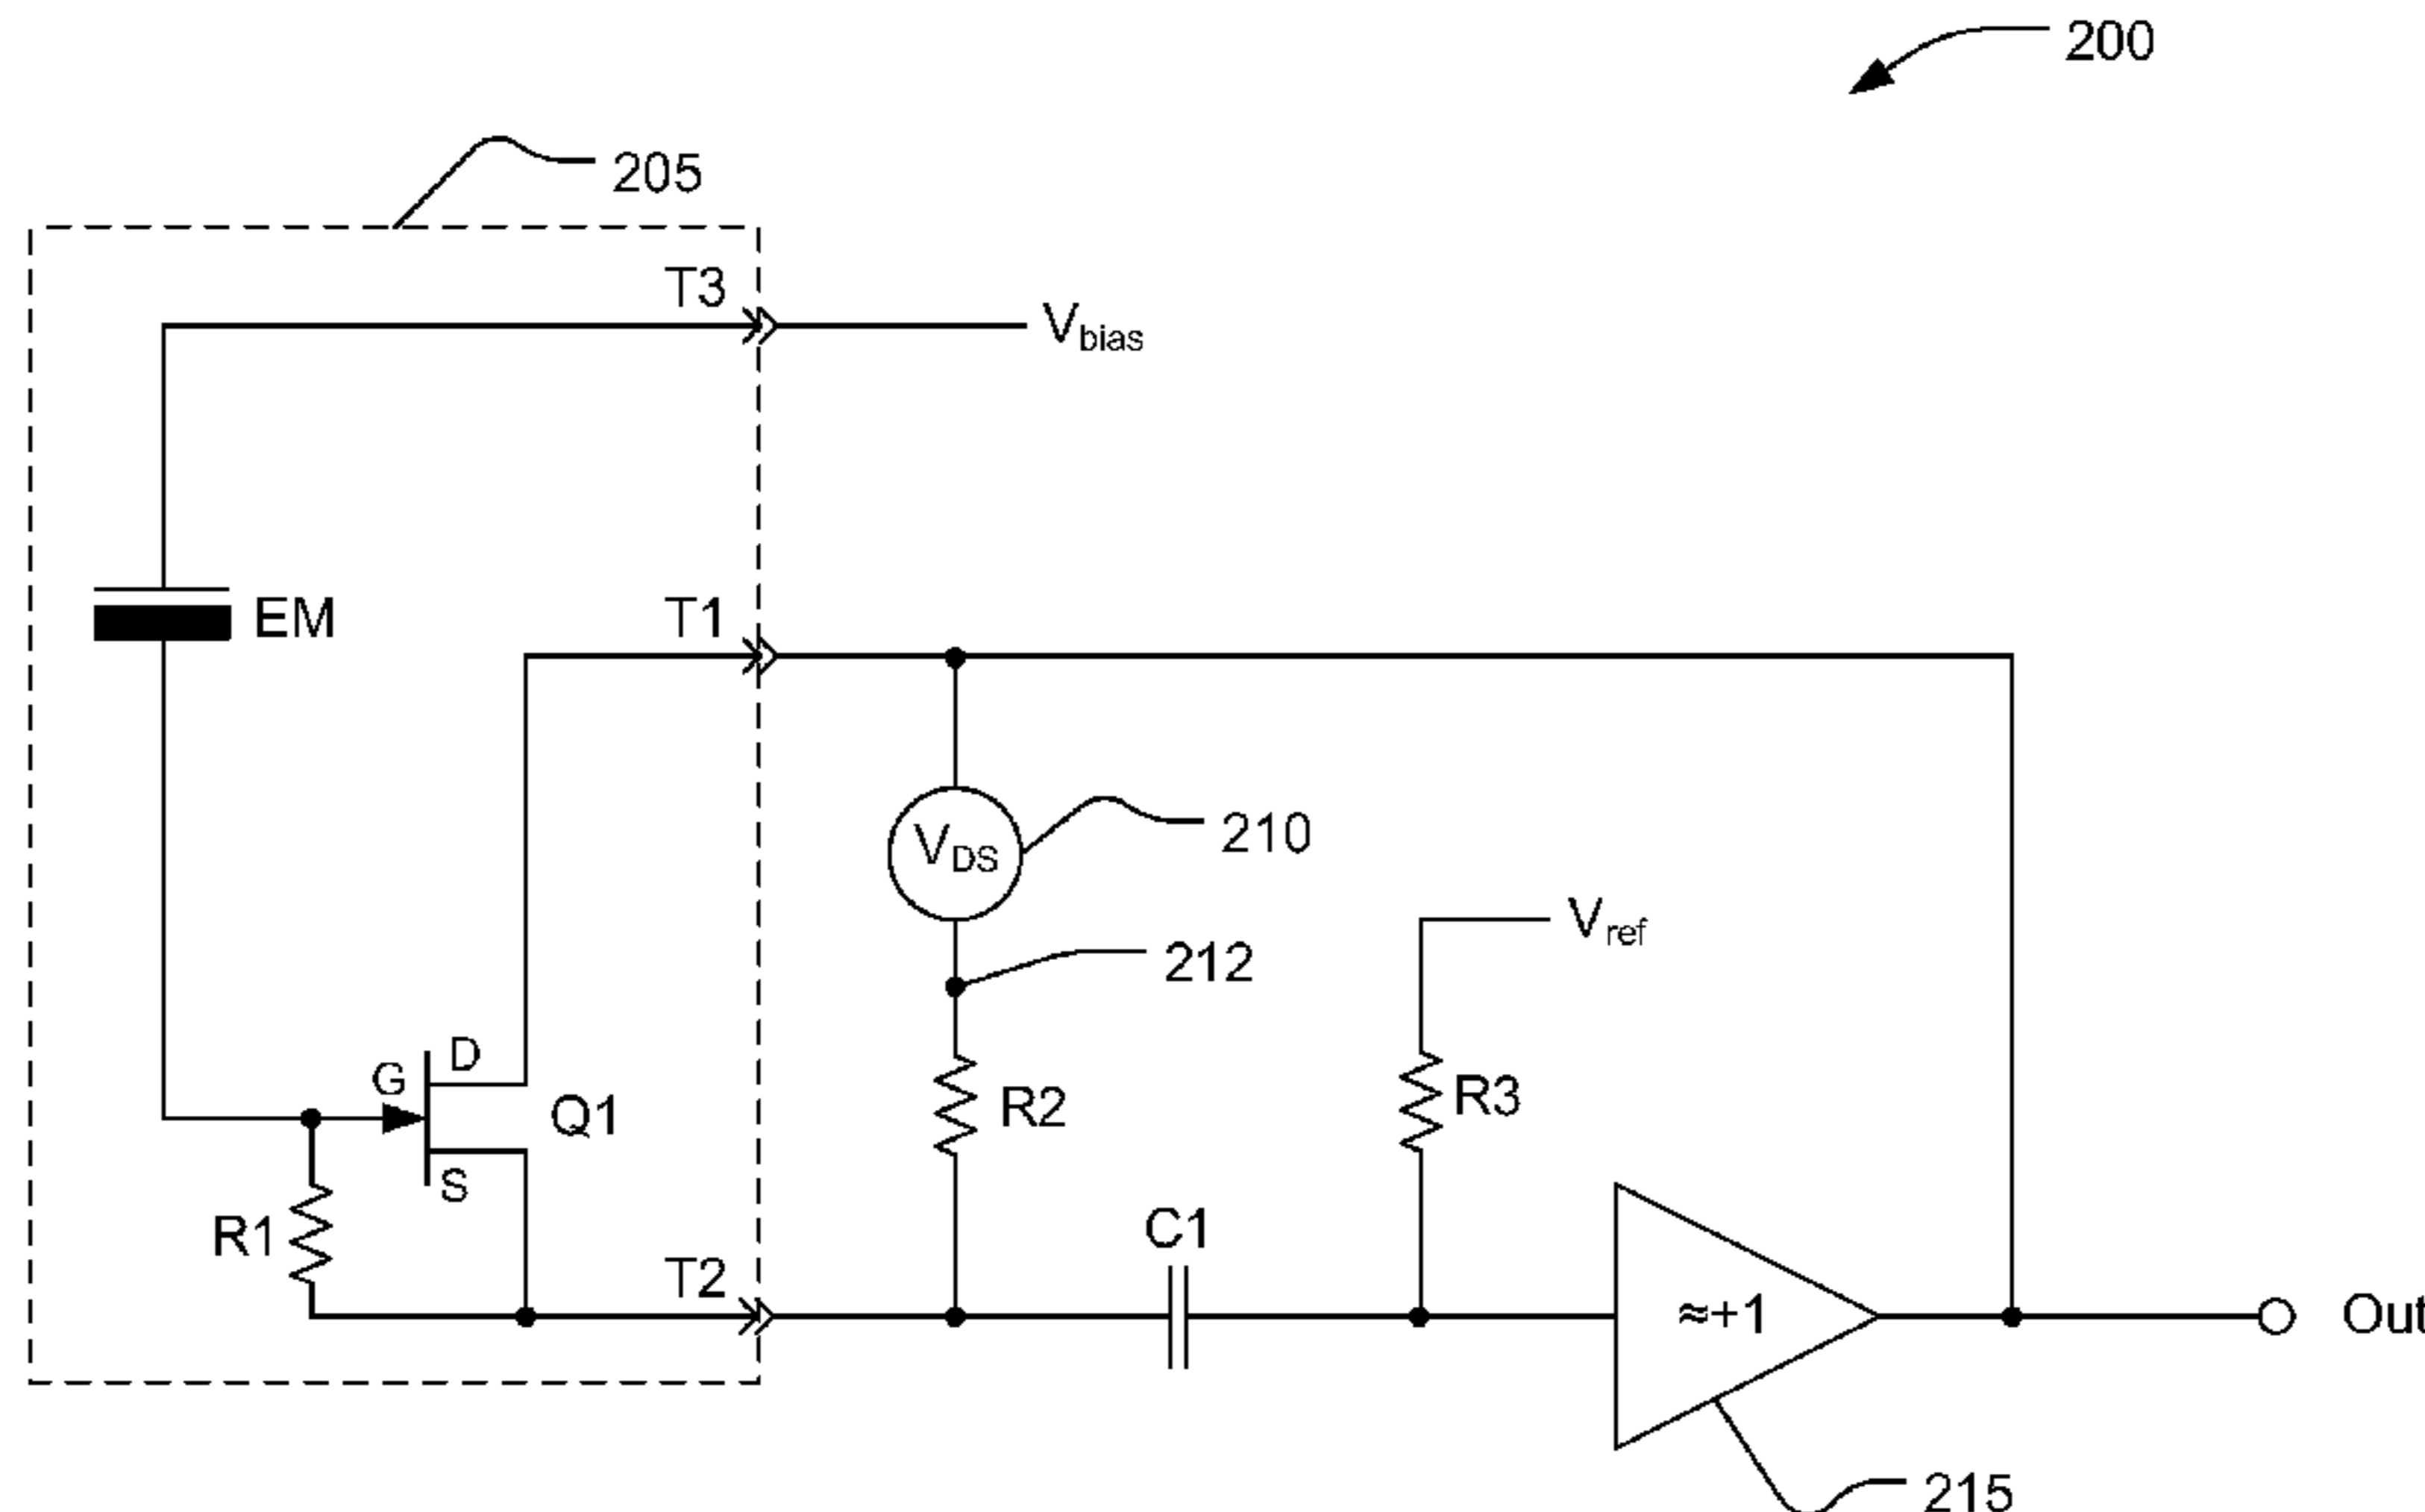 200
205
T3
Vbias
EM
T1
VDS
210
Vref
212
G
D
Q1
R2
R3
S
R1
T2
C1
≈+1
Out
215